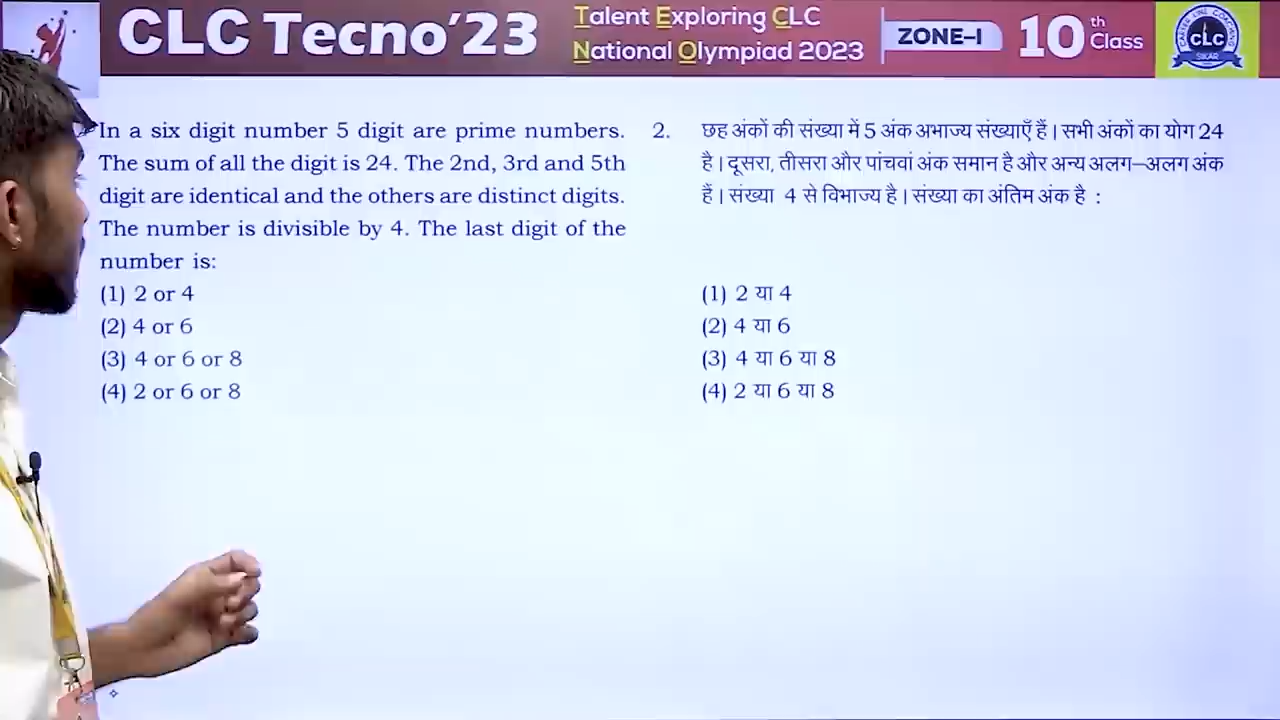 CLC Tecno'23
Talent Exploring CLC
National Olympiad 2023
ZONE-I
10th Class
CAREER LINE COACHING
CLC
SIKAR
In a six digit number 5 digit are prime numbers.
The sum of all the digit is 24. The 2nd, 3rd and 5th
digit are identical and the others are distinct digits.
The number is divisible by 4. The last digit of the
number is:
(1) 2 or 4
(2) 4 or 6
(3) 4 or 6 or 8
(4) 2 or 6 or 8
2. छह अंकों की संख्या में 5 अंक अभाज्य संख्याएँ हैं। सभी अंकों का योग 24
है। दूसरा, तीसरा और पांचवां अंक समान है और अन्य अलग–अलग अंक
हैं। संख्या 4 से विभाज्य है। संख्या का अंतिम अंक है :
(1) 2 या 4
(2) 4 या 6
(3) 4 या 6 या 8
(4) 2 या 6 या 8